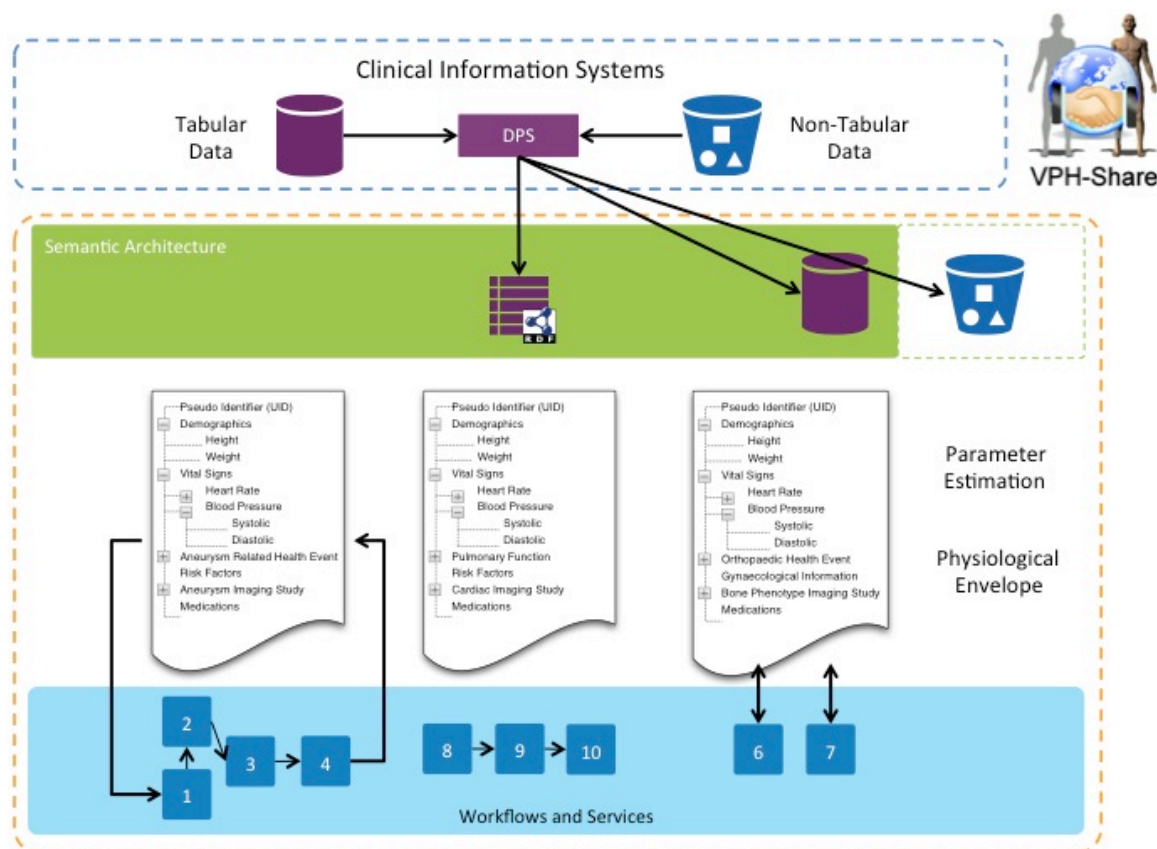 Clinical Information Systems
Tabular
Data
DPS
Non-Tabular
Data
VPH-Share
Semantic Architecture
RDF
Pseudo Identifier (UID)
Demographics
Height
Weight
Vital Signs
Heart Rate
Blood Pressure
Systolic
Diastolic
Aneurysm Related Health Event
Risk Factors
Aneurysm Imaging Study
Medications
Pseudo Identifier (UID)
Demographics
Height
Weight
Vital Signs
Heart Rate
Blood Pressure
Systolic
Diastolic
Pulmonary Function
Risk Factors
Cardiac Imaging Study
Medications
Pseudo Identifier (UID)
Demographics
Height
Weight
Vital Signs
Heart Rate
Blood Pressure
Systolic
Diastolic
Orthopaedic Health Event
Gynaecological Information
Bone Phenotype Imaging Study
Medications
Parameter
Estimation
Physiological
Envelope
2
3
4
1
8
9
10
6
7
Workflows and Services